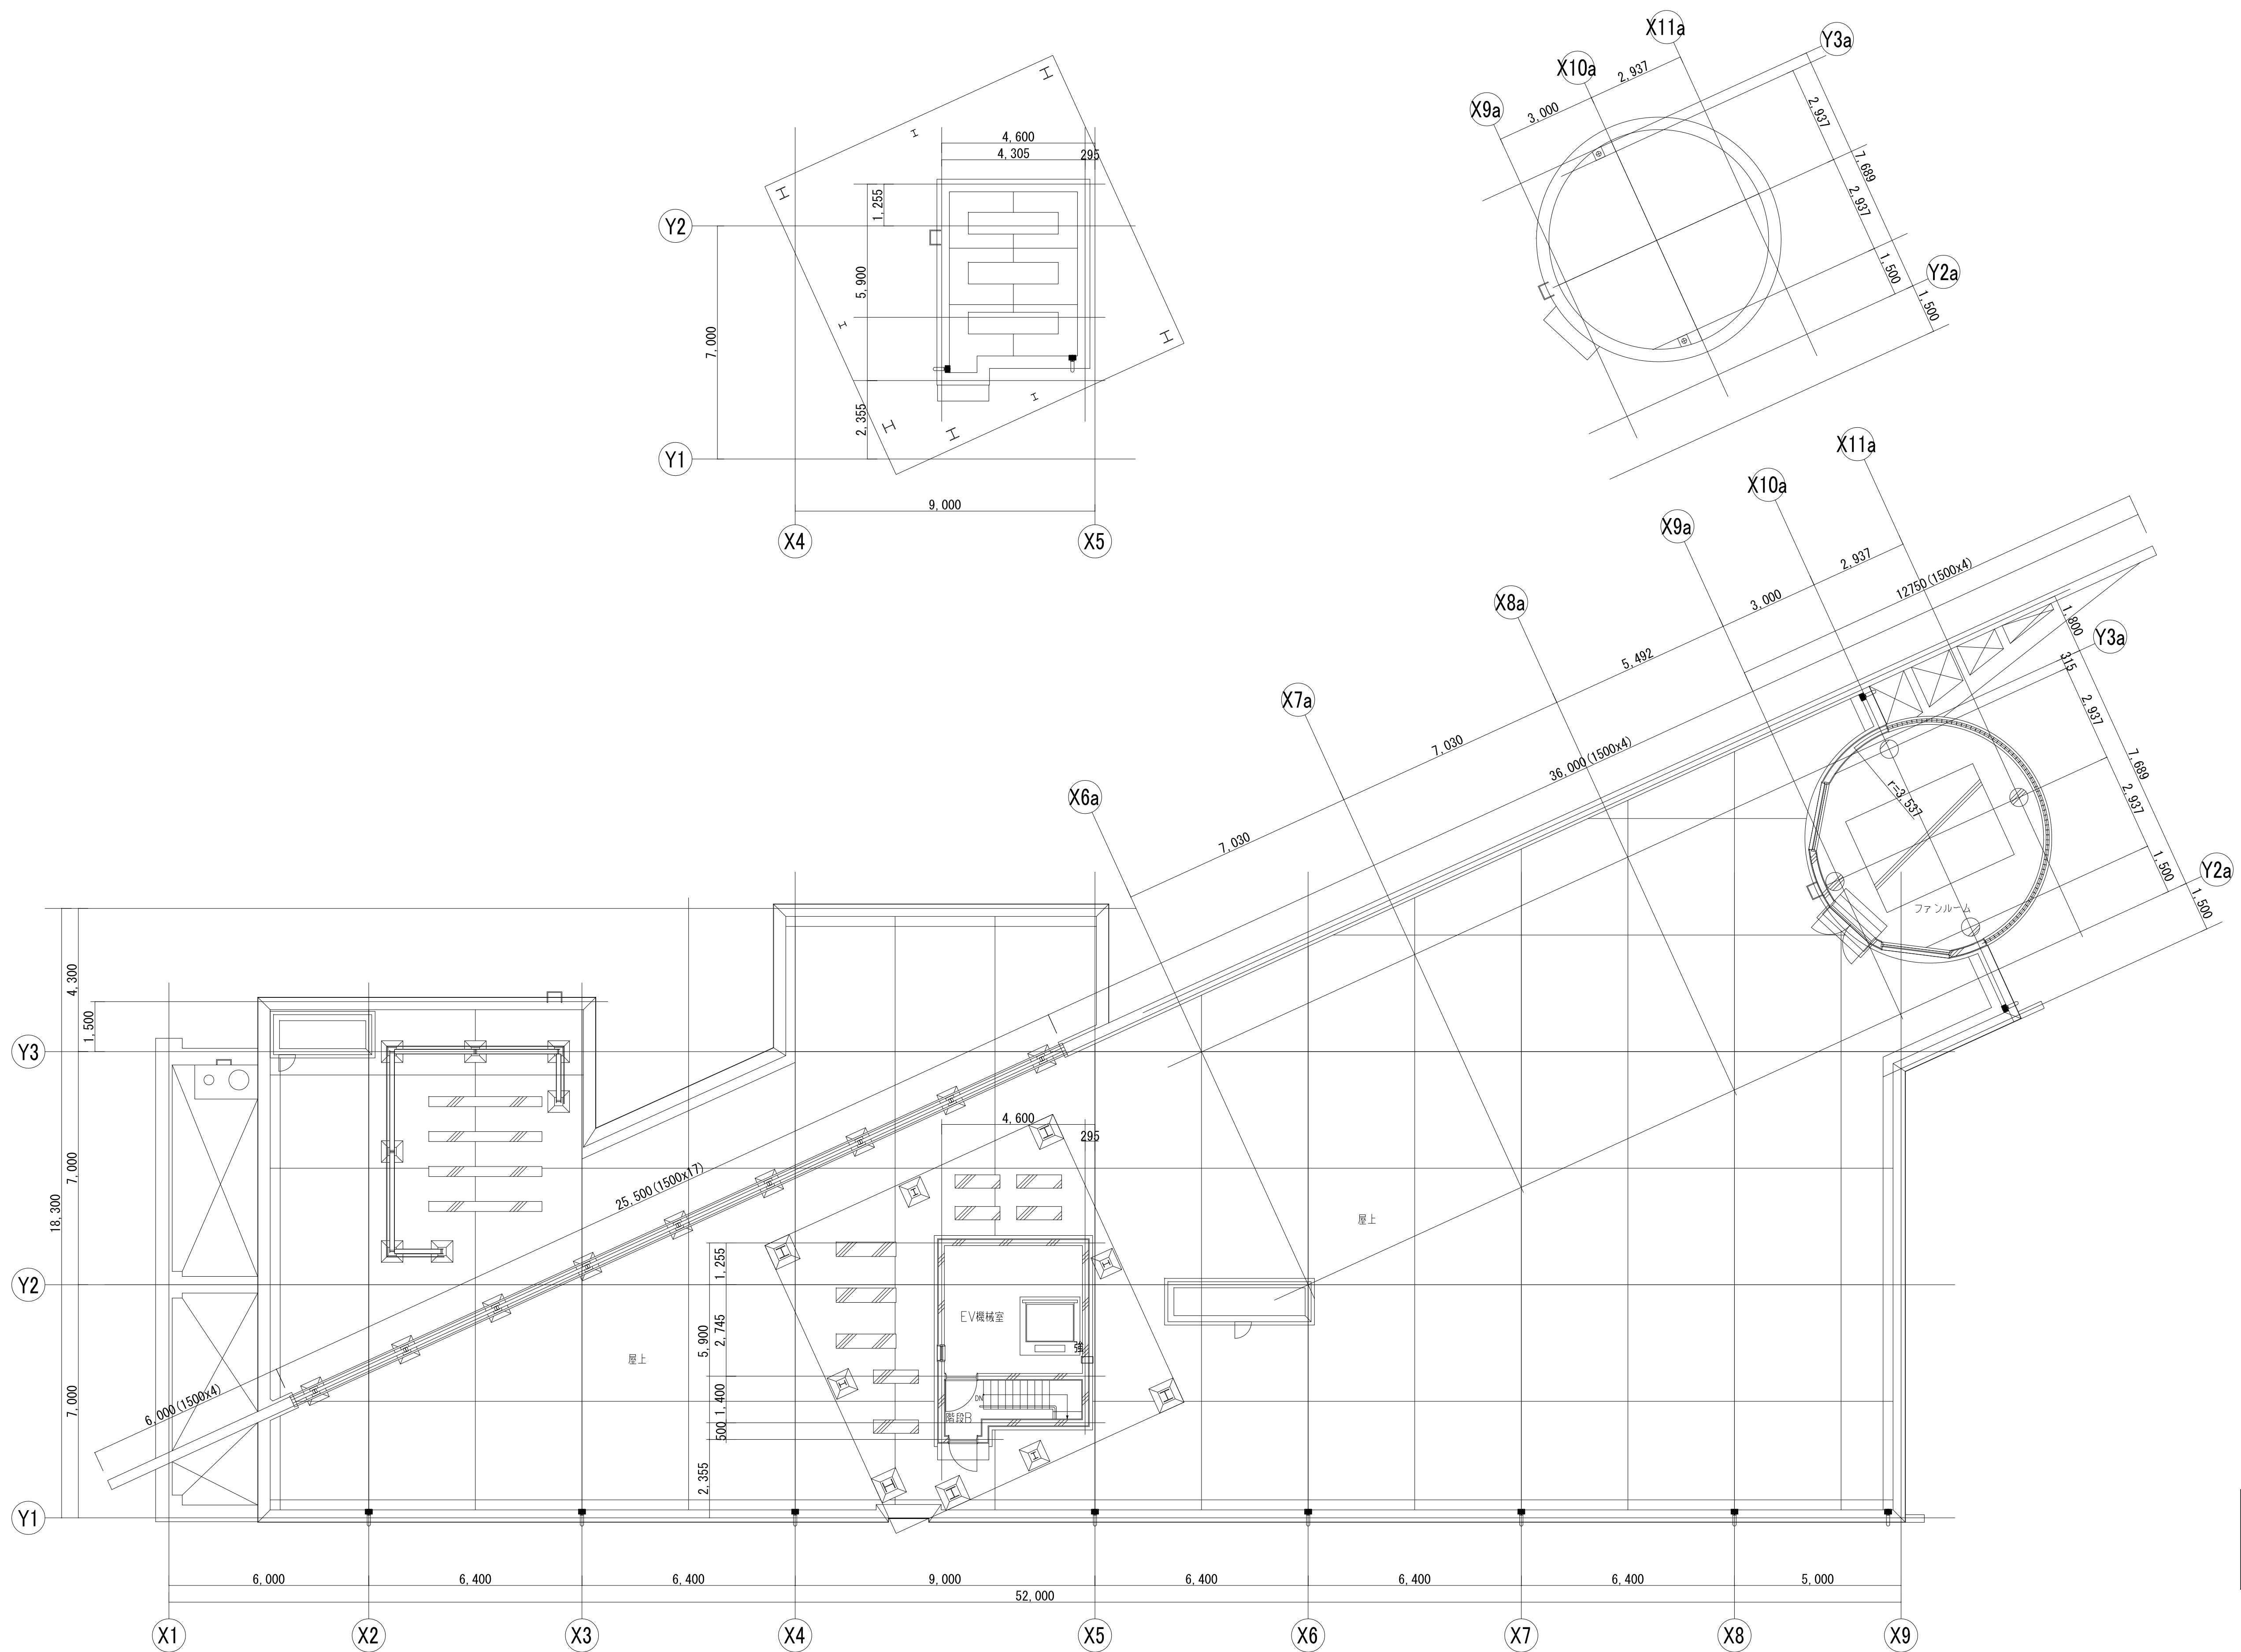 X11a
Y3a
X10a
2,937
X9a
3,000
2,937
7,689
4,600
4,305
295
1,255
2,937
Y2
1,500
Y2a
5,900
1,500
7,000
2,355
Y1
9,000
X4
X5
X11a
X10a
X9a
2,937
12750(1500x4)
3,000
X8a
1,800
Y3a
5,492
315
X7a
2,937
7,030
36,000(1500x4)
7,689
r=3,537
2,937
X6a
7,030
1,500
Y2a
1,500
ファンルーム
4,300
1,500
Y3
4,600
295
7,000
25,500(1500x17)
18,300
屋上
1,255
Y2
EV機械室
2,745
5,900
強
屋上
6,000(1500x4)
7,000
1,400
DN
階段B
500
2,355
Y1
6,000
6,400
6,400
9,000
6,400
6,400
6,400
5,000
52,000
X1
X2
X3
X4
X5
X6
X7
X8
X9